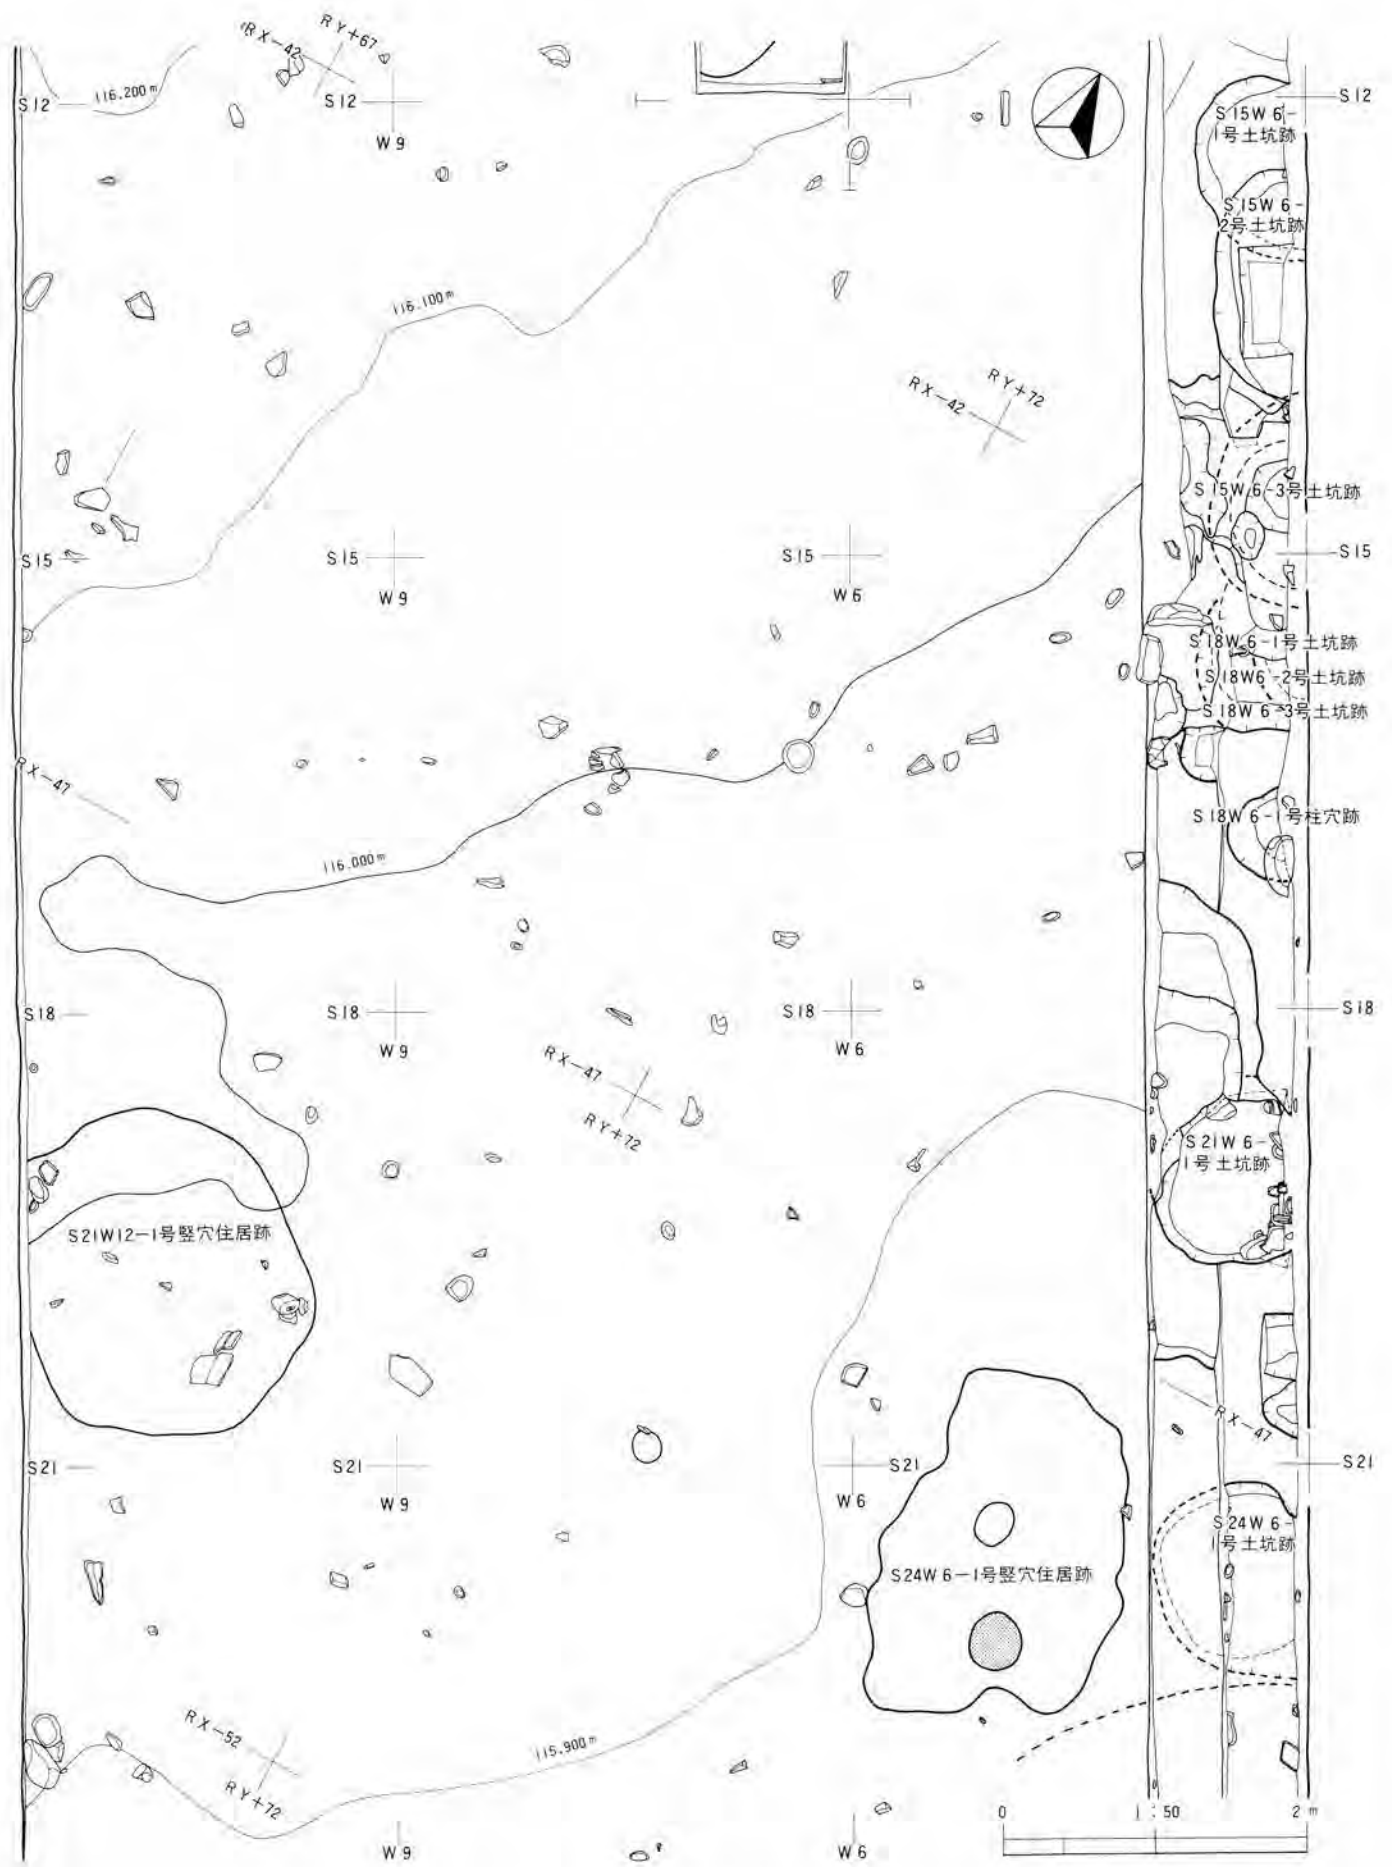 RX-42
RY+67
S12
116.200m
S12
W9
S12
S15W6-
1号土坑跡
S15W6-
2号土坑跡
116.100m
RX-42
RY+72
S15W6-3号土坑跡
S15
S15
W9
S15
W6
S15
S18W6-1号土坑跡
S18W6-2号土坑跡
S18W6-3号土坑跡
RX-47
S18W6-1号柱穴跡
116.000m
S18
S18
W9
S18
W6
S18
RX-47
RY+72
S21W6-
1号土坑跡
S21W12-1号竪穴住居跡
RX-47
S21
S21
W9
S21
W6
S21
S24W6-
1号土坑跡
S24W6-1号竪穴住居跡
RX-52
RY+72
115.900m
0 1:50 2m
W9
W6